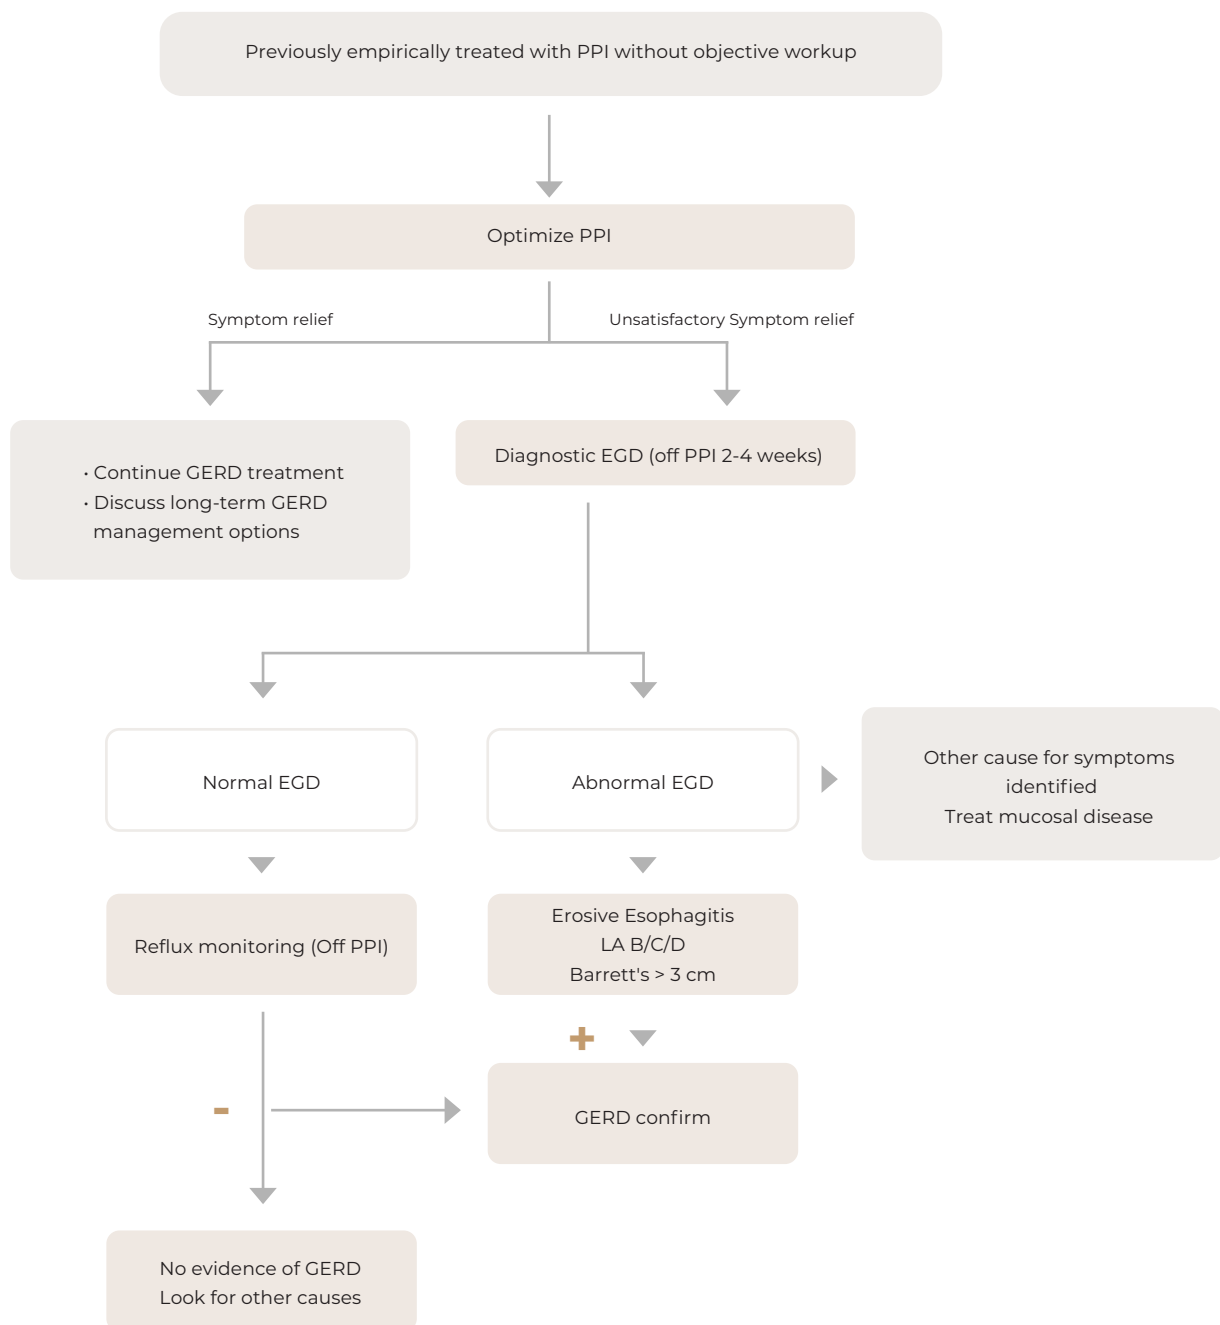 Previously empirically treated with PPI without objective workup
Optimize PPI
Symptom relief
Unsatisfactory Symptom relief
• Continue GERD treatment
• Discuss long-term GERD
management options
Diagnostic EGD (off PPI 2-4 weeks)
Normal EGD
Abnormal EGD
Other cause for symptoms
identified
Treat mucosal disease
Reflux monitoring (Off PPI)
Erosive Esophagitis
LA B/C/D
Barrett's > 3 cm
+
-
GERD confirm
No evidence of GERD
Look for other causes